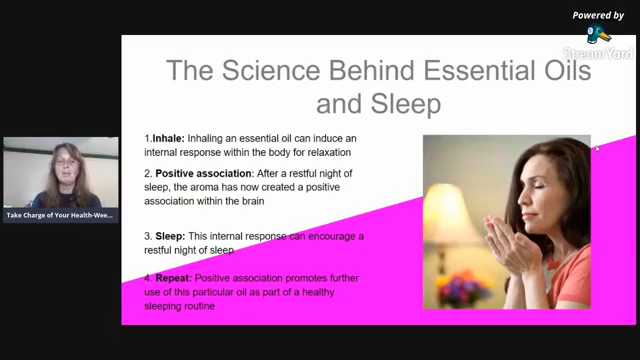 Powered by
StreamYard
The Science Behind Essential Oils
and Sleep
1.Inhale: Inhaling an essential oil can induce an
internal response within the body for relaxation
2. Positive association: After a restful night of
sleep, the aroma has now created a positive
association within the brain
3. Sleep: This internal response can encourage a
restful night of sleep
4. Repeat: Positive association promotes further
use of this particular oil as part of a healthy
sleeping routine
Take Charge of Your Health-Wee...